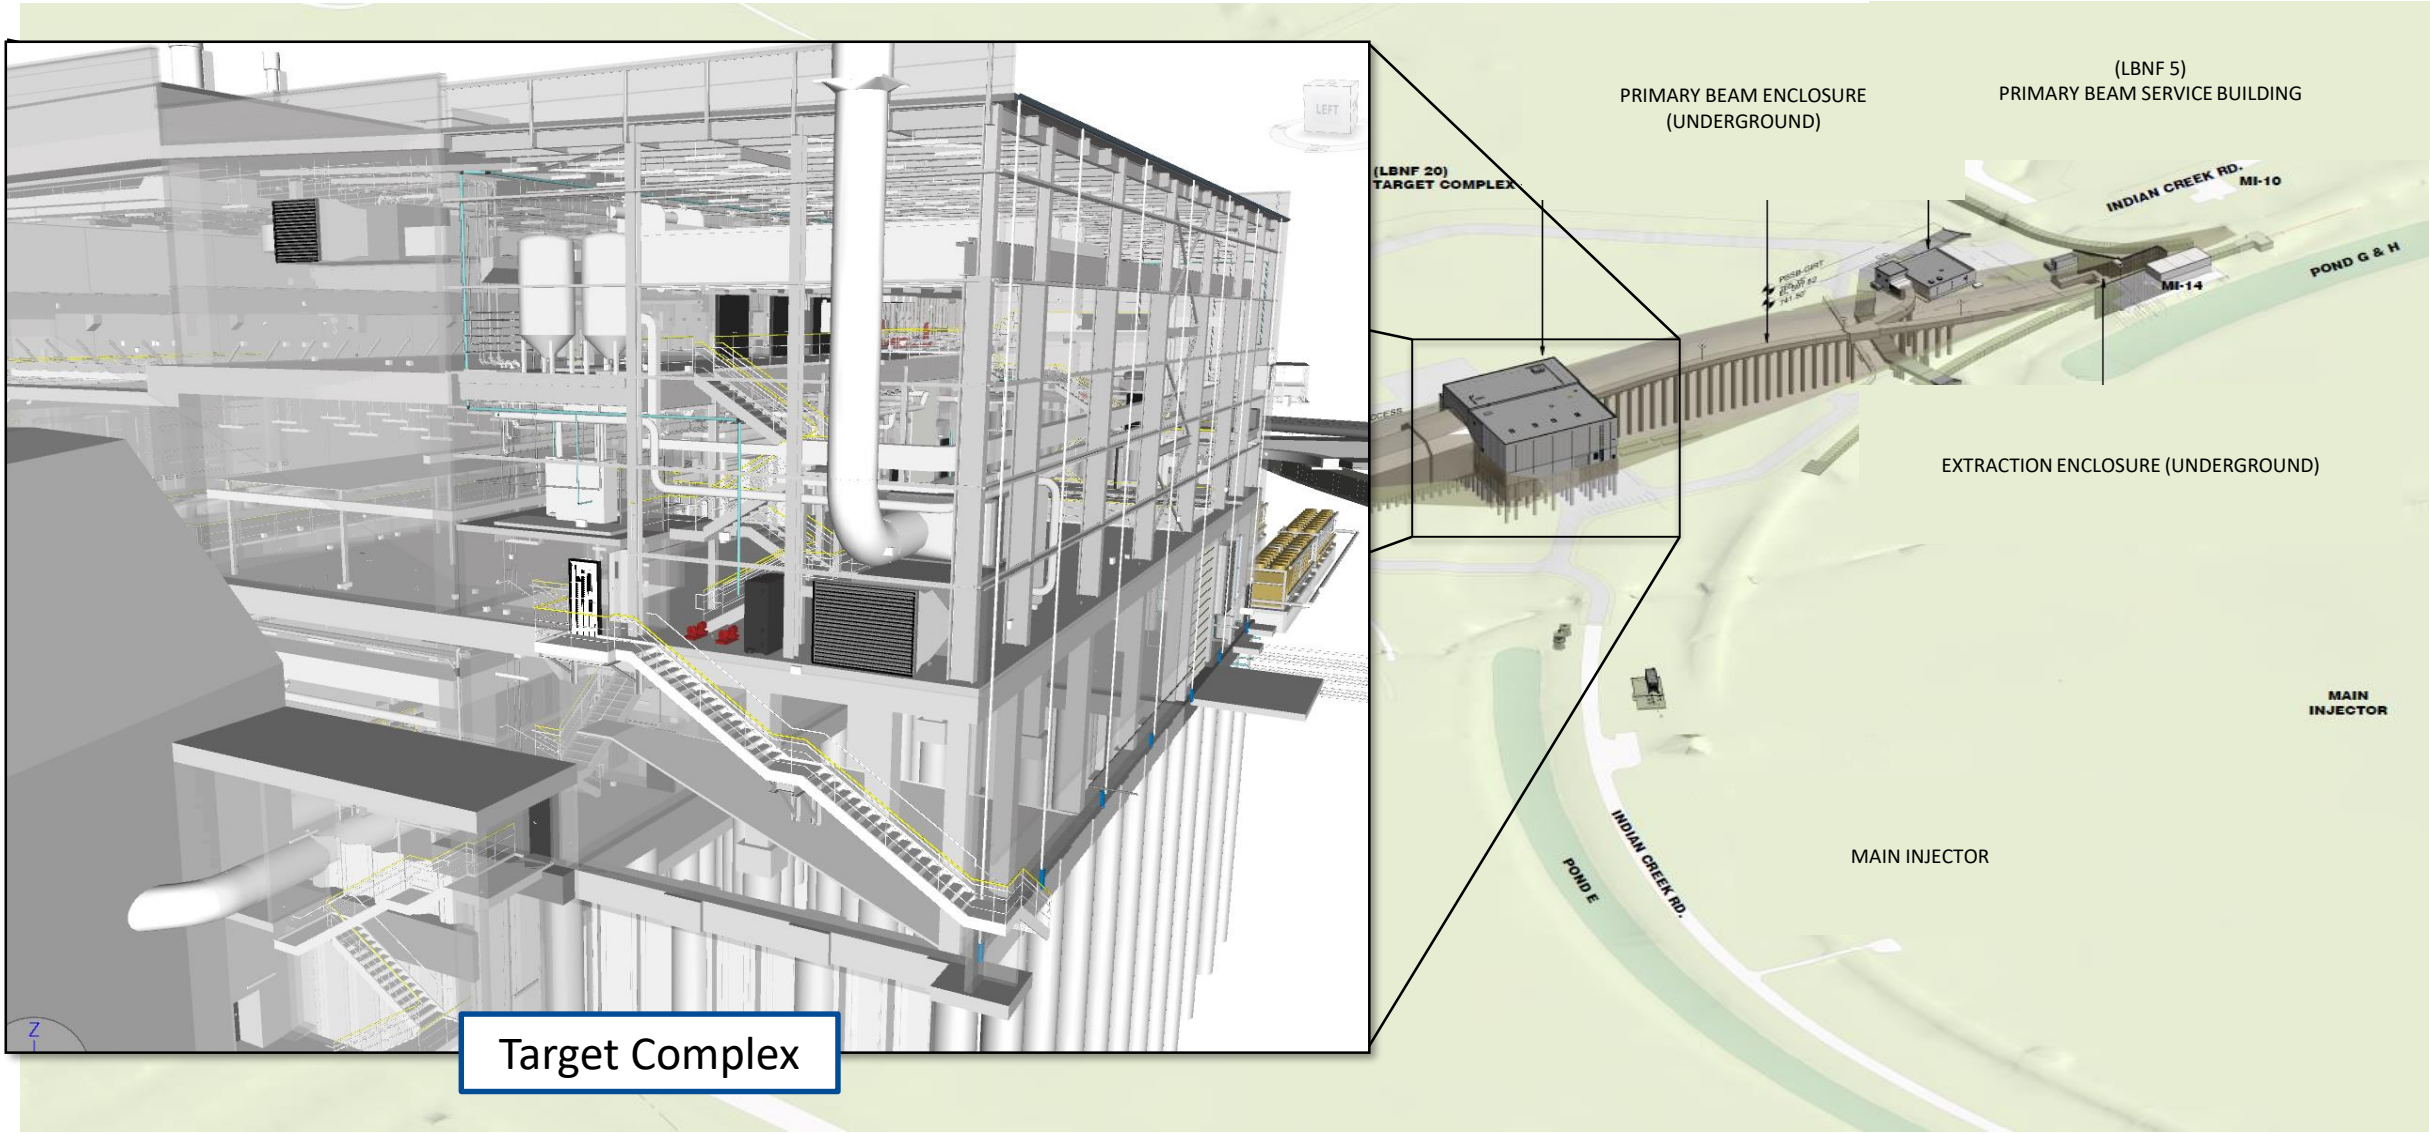 LEFT
Z
Target Complex
PRIMARY BEAM ENCLOSURE
(UNDERGROUND)
(LBNF 5)
PRIMARY BEAM SERVICE BUILDING
(LBNF 20)
TARGET COMPLEX
INDIAN CREEK RD.
MI-10
POND G & H
MI-14
EXTRACTION ENCLOSURE (UNDERGROUND)
MAIN
INJECTOR
MAIN INJECTOR
INDIAN CREEK RD.
POND E